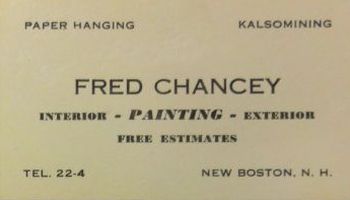 PAPER HANGING KALSOMINING
FRED CHANCEY
INTERIOR - PAINTING - EXTERIOR
FREE ESTIMATES
TEL. 22-4 NEW BOSTON, N. H.